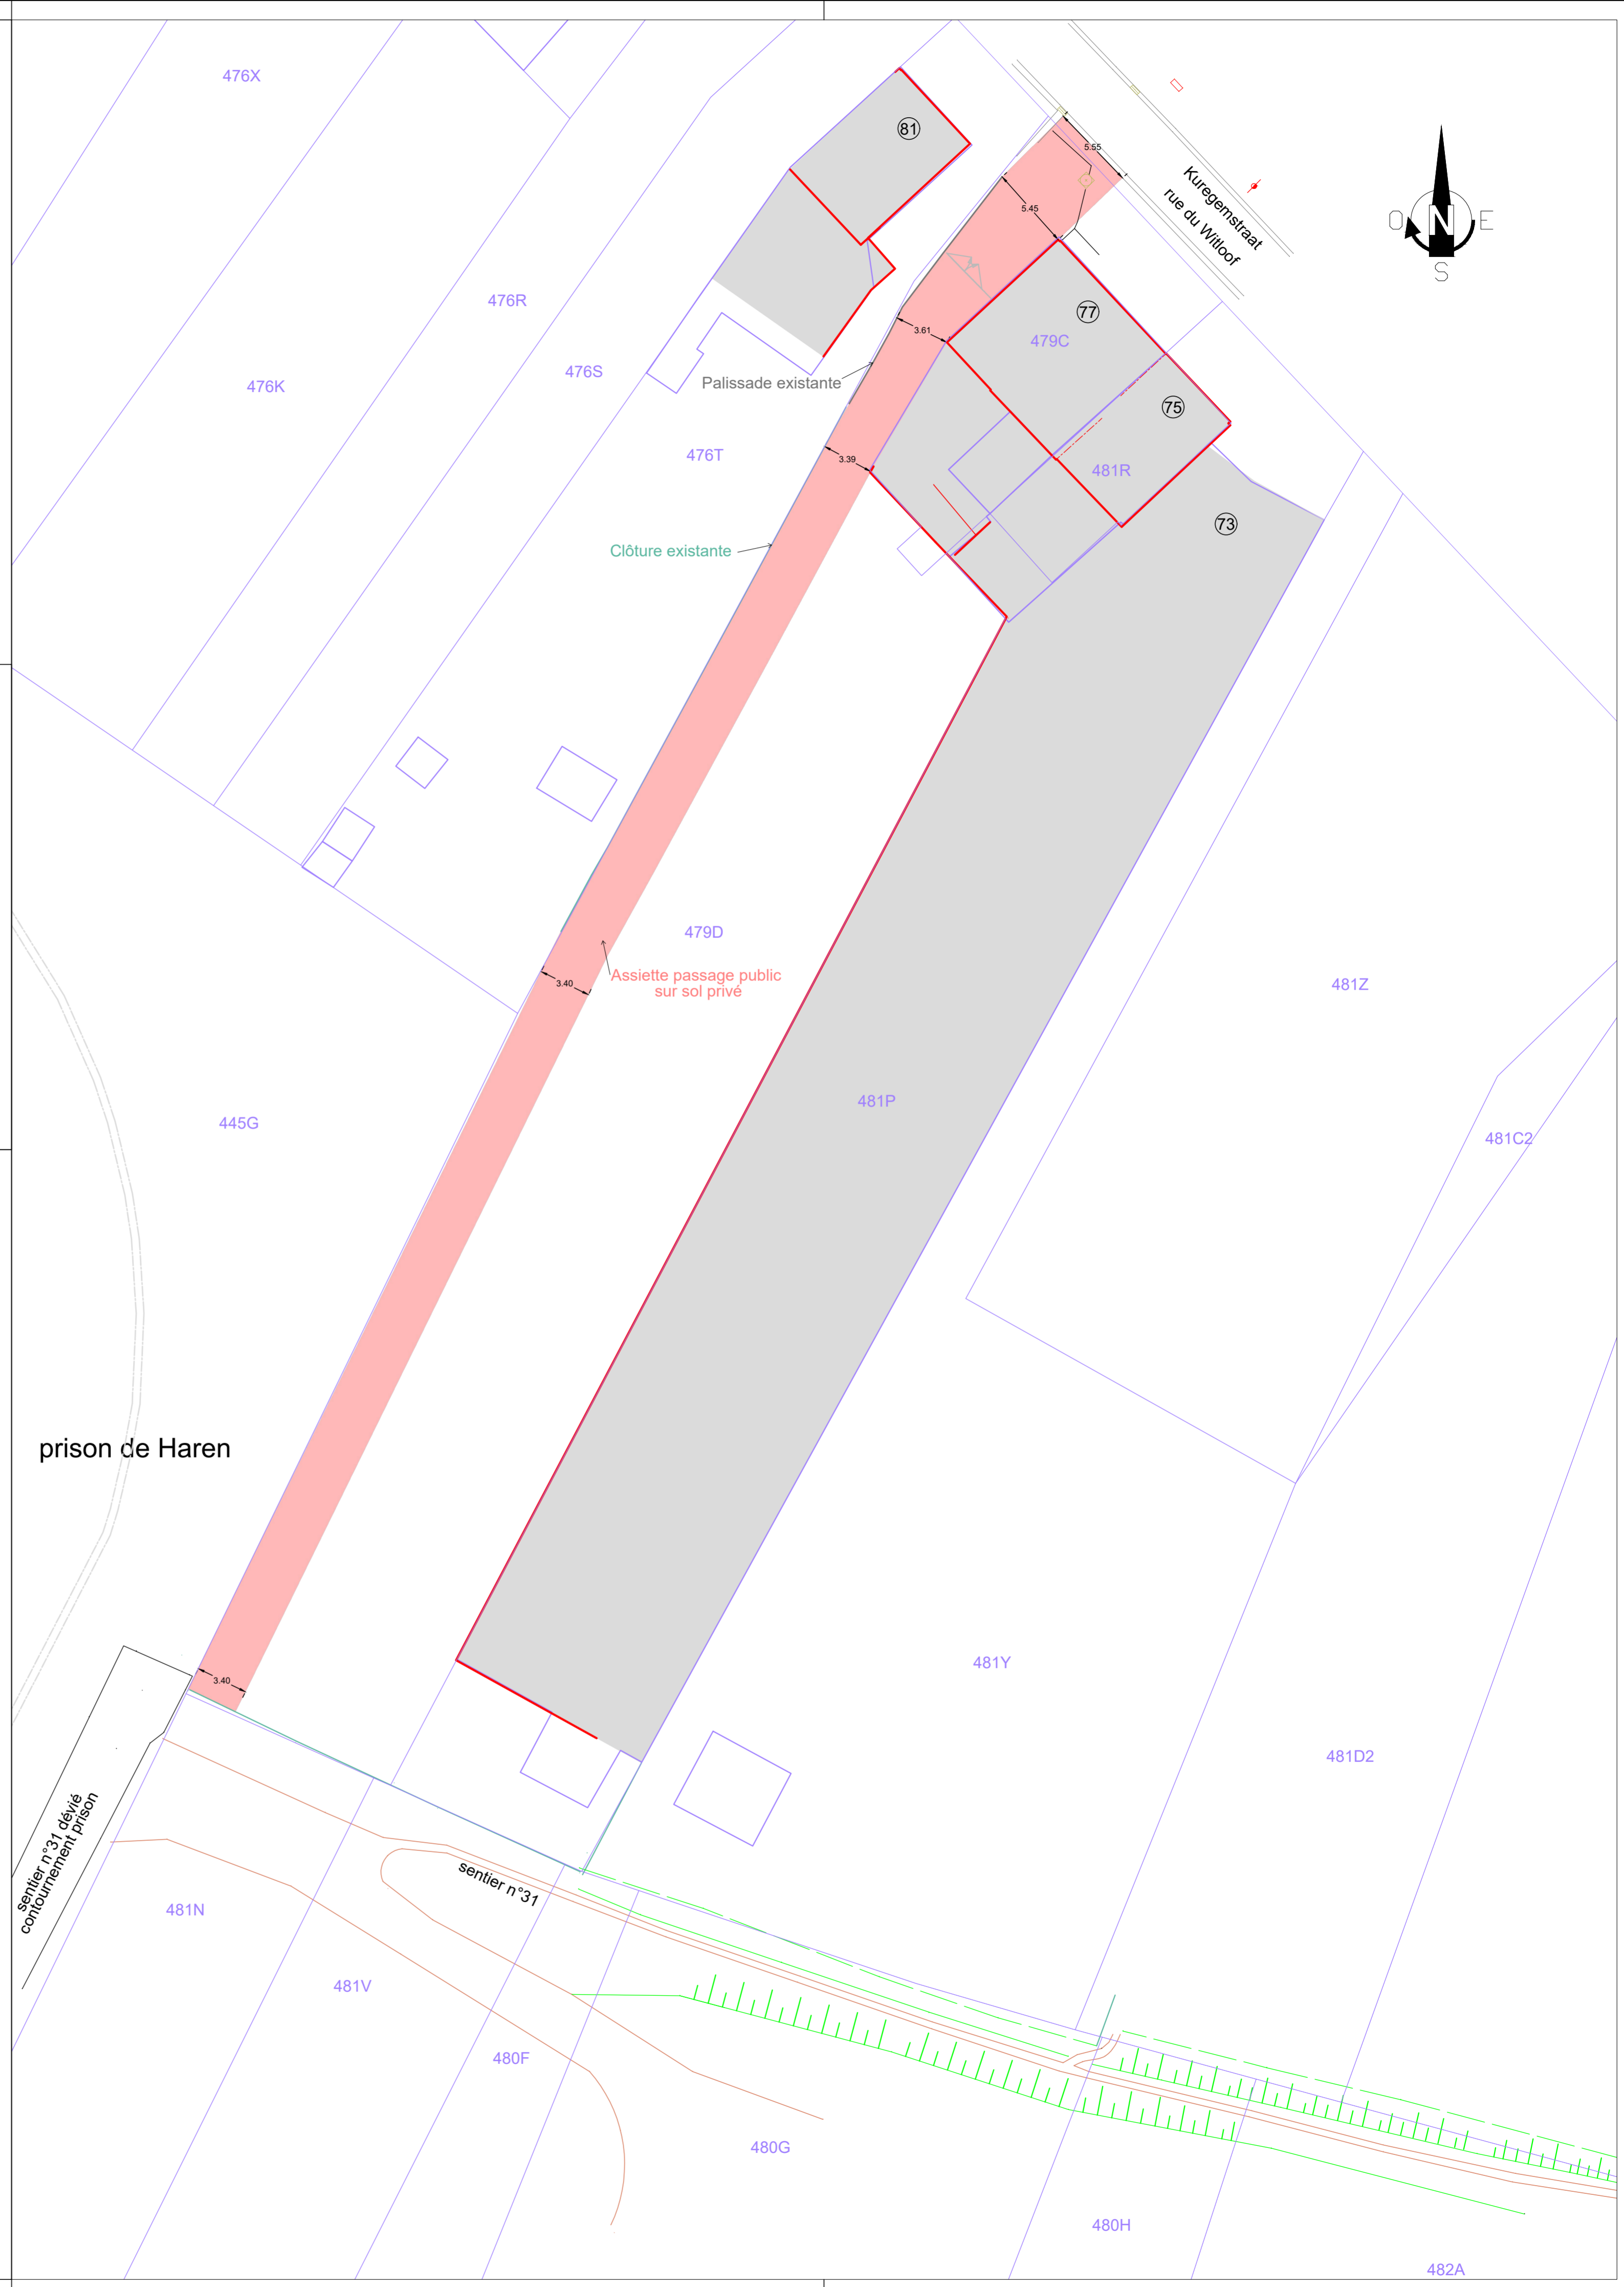 476X
81
5.55
Kuregemstraat
rue du Witloof
N
O
E
S
5.45
476R
77
479C
3.61
476S
476K
Palissade existante
75
476T
3.39
481R
73
Clôture existante
479D
Assiette passage public
sur sol privé
3.40
481Z
481P
445G
481C2
prison de Haren
481Y
3.40
481D2
sentier n°31 dévié
contournement prison
sentier n°31
481N
481V
480F
480G
480H
482A